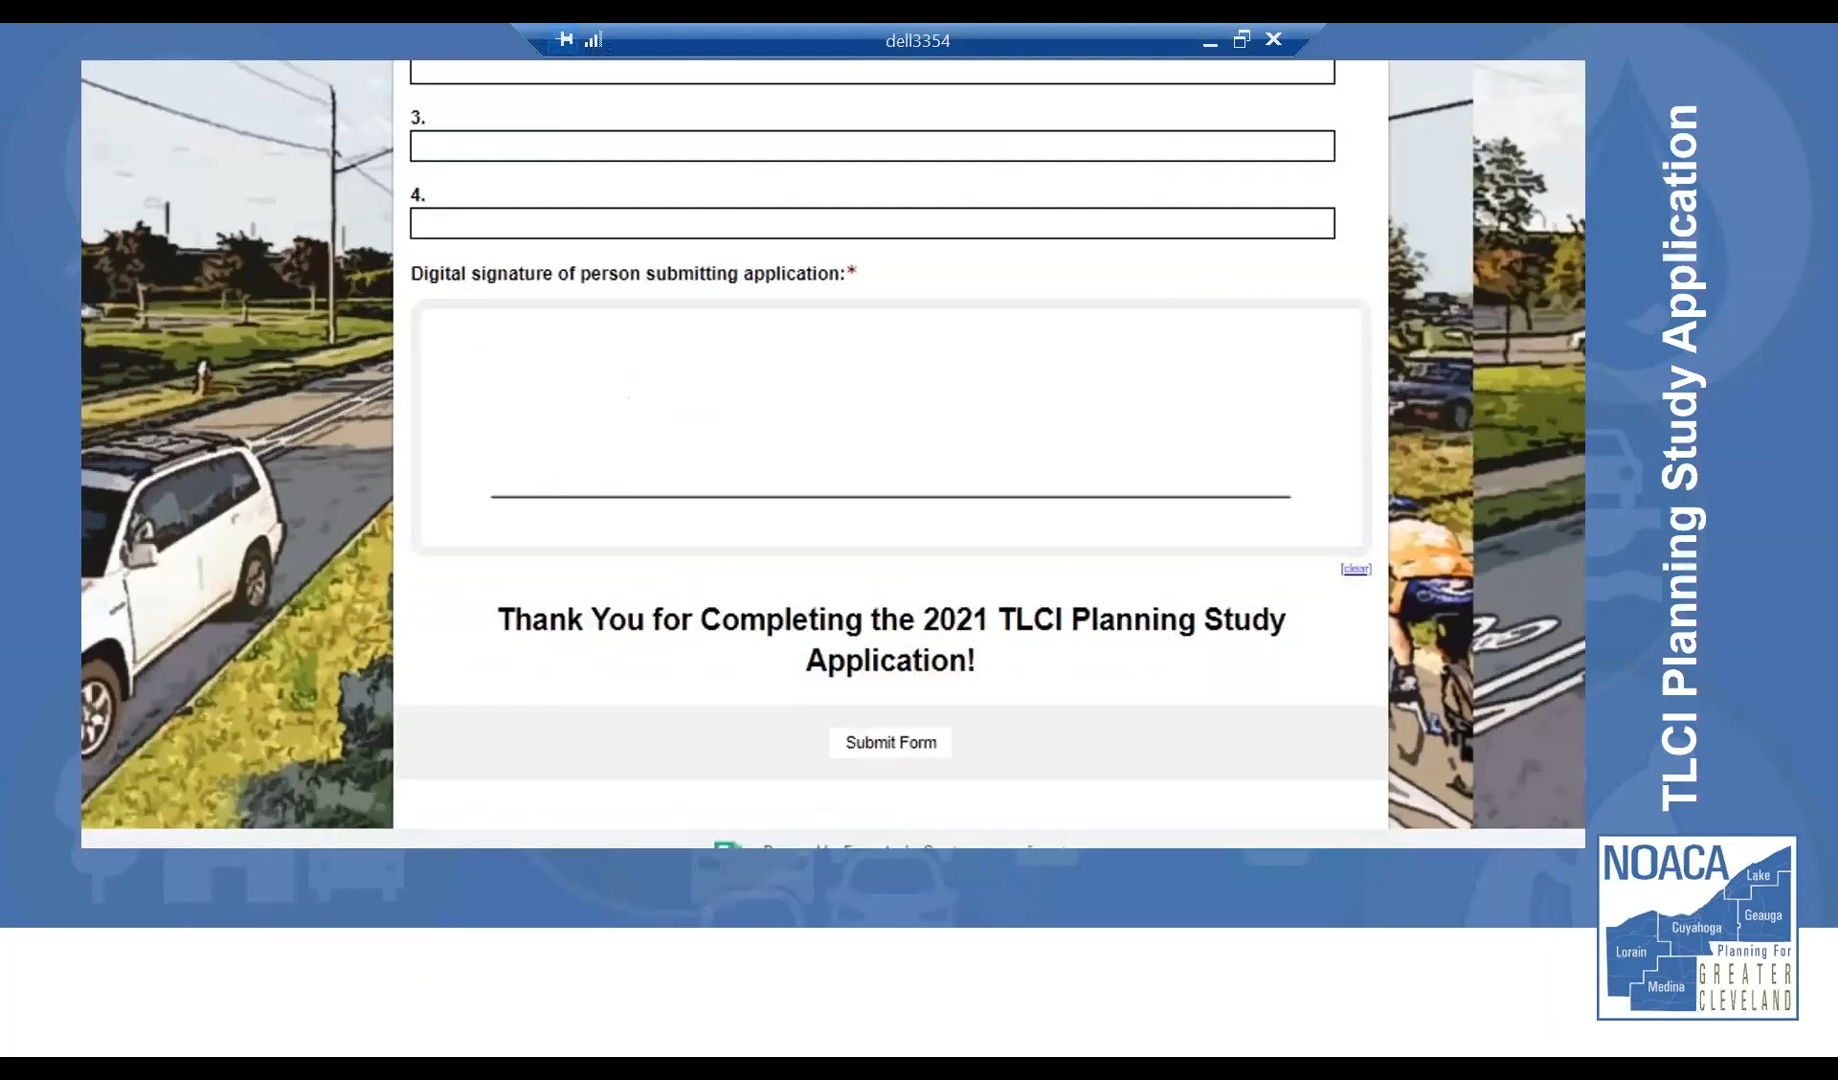 dell3354
3.
4.
Digital signature of person submitting application:*
[clear]
Thank You for Completing the 2021 TLCI Planning Study
Application!
Submit Form
TLCI Planning Study Application
NOACA
Lake
Geauga
Cuyahoga
Lorain
Medina
Planning For
GREATER
CLEVELAND